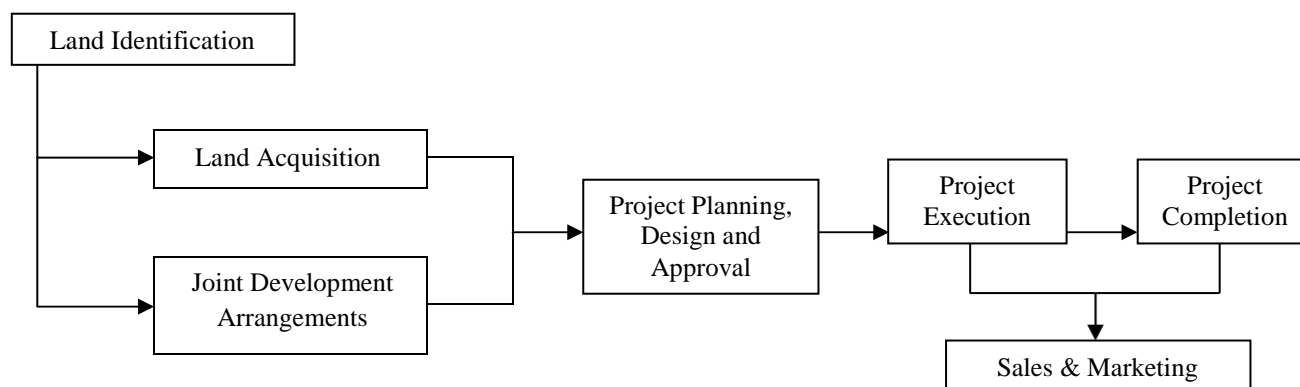 Land Identification
Land Acquisition
Joint Development
Arrangements
Project Planning,
Design and
Approval
Project
Execution
Project
Completion
Sales & Marketing